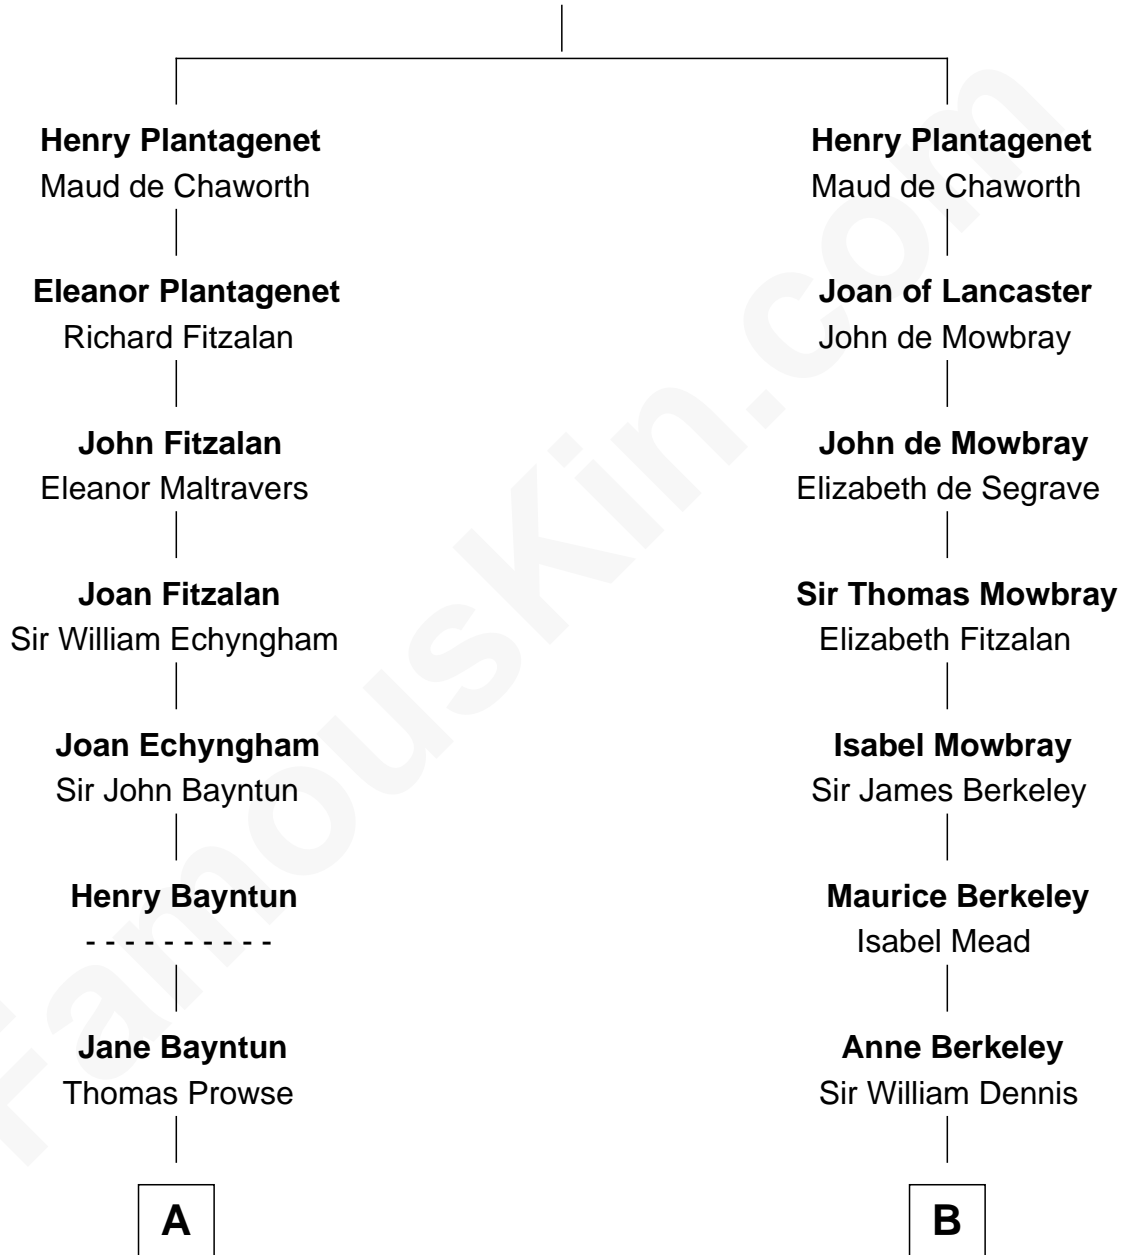 Henry Plantagenet
Maud de Chaworth
Eleanor Plantagenet
Richard Fitzalan
John Fitzalan
Eleanor Maltravers
Joan Fitzalan
Sir William Echyngham
Joan Echyngham
Sir John Bayntun
Henry Bayntun
- - - - - - - - - -
Jane Bayntun
Thomas Prowse
A
Henry Plantagenet
Maud de Chaworth
Joan of Lancaster
John de Mowbray
John de Mowbray
Elizabeth de Segrave
Sir Thomas Mowbray
Elizabeth Fitzalan
Isabel Mowbray
Sir James Berkeley
Maurice Berkeley
Isabel Mead
Anne Berkeley
Sir William Dennis
B
FamousKin.com